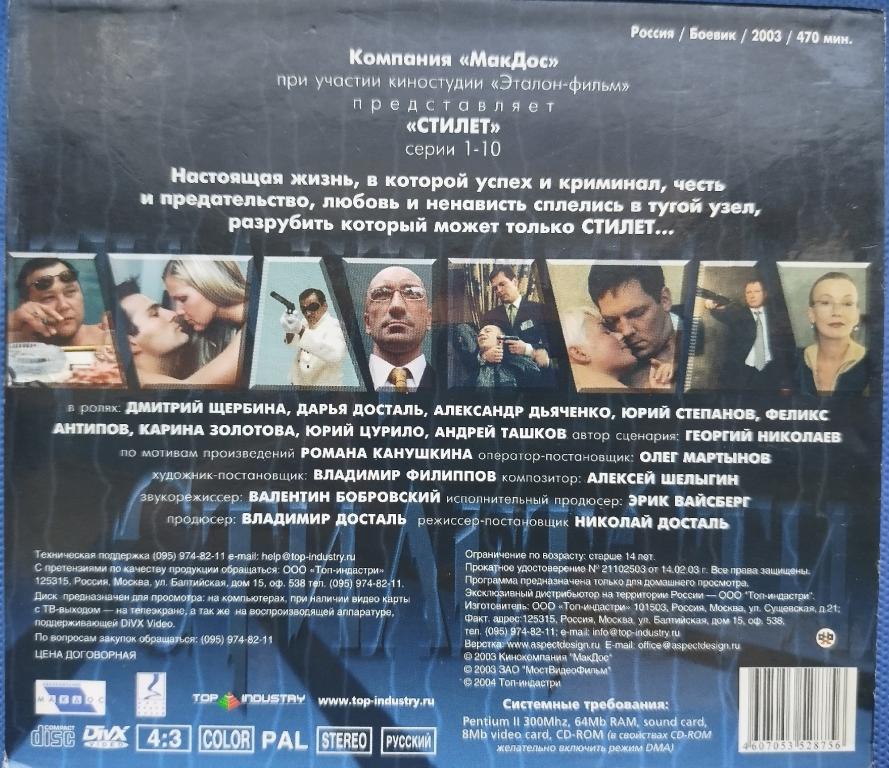 Россия / Боевик / 2003 / 470 мин.
Компания «МакДос»
при участии киностудии «Эталон-фильм»
представляет
«СТИЛЕТ»
серии 1-10
Настоящая жизнь, в которой успех и криминал, честь
и предательство, любовь и ненависть сплелись в тугой узел,
разрубить который может только СТИЛЕТ...
в ролях: ДМИТРИЙ ЩЕРБИНА, ДАРЬЯ ДОСТАЛЬ, АЛЕКСАНДР ДЬЯЧЕНКО, ЮРИЙ СТЕПАНОВ, ФЕЛИКС
АНТИПОВ, КАРИНА ЗОЛОТОВА, ЮРИЙ ЦУРИЛО, АНДРЕЙ ТАШКОВ автор сценария: ГЕОРГИЙ НИКОЛАЕВ
по мотивам произведений РОМАНА КАНУШКИНА оператор-постановщик: ОЛЕГ МАРТЫНОВ
художник-постановщик: ВЛАДИМИР ФИЛИППОВ композитор: АЛЕКСЕЙ ШЕЛЫГИН
звукорежиссер: ВАЛЕНТИН БОБРОВСКИЙ исполнительный продюсер: ЭРИК ВАЙСБЕРГ
продюсер: ВЛАДИМИР ДОСТАЛЬ режиссер-постановщик НИКОЛАЙ ДОСТАЛЬ
Техническая поддержка (095) 974-82-11 e-mail: help@top-industry.ru
С претензиями по качеству продукции обращаться: ООО «Топ-индастри»
125315, Россия, Москва, ул. Балтийская, дом 15, оф. 538 тел. (095) 974-82-11.
Диск предназначен для просмотра: на компьютерах, при наличии видео карты
с ТВ-выходом — на телеэкране, а так же на воспроизводящей аппаратуре,
поддерживающей DiVX Video.
По вопросам закупок обращаться: (095) 974-82-11
ЦЕНА ДОГОВОРНАЯ
Ограничение по возрасту: старше 14 лет.
Прокатное удостоверение № 21102503 от 14.02.03 г. Все права защищены.
Программа предназначена только для домашнего просмотра.
Эксклюзивный дистрибьютор на территории России — ООО "Топ-индастри":
Изготовитель: ООО «Топ-индастри» 101503, Россия, Москва, ул. Сущевская, д.21;
Факт. адрес:125315, Россия, Москва, ул. Балтийская, дом 15, оф. 538,
тел. (095) 974-82-11; e-mail: info@top-industry.ru
Верстка: www.aspectdesign.ru E-mail: office@aspectdesign.ru
© 2003 Кинокомпания "МакДос"
© 2003 ЗАО "МостВидеоФильм"
© 2004 Топ-индастри
МАКДОС
TOP INDUSTRY
www.top-industry.ru
COMPACT disc
DivX VIDEO
4:3
COLOR
PAL
STEREO
РУССКИЙ
Системные требования:
Pentium II 300Mhz, 64Mb RAM, sound card,
8Mb video card, CD-ROM (в свойствах CD-ROM
желательно включить режим DMA)
4607053 528756